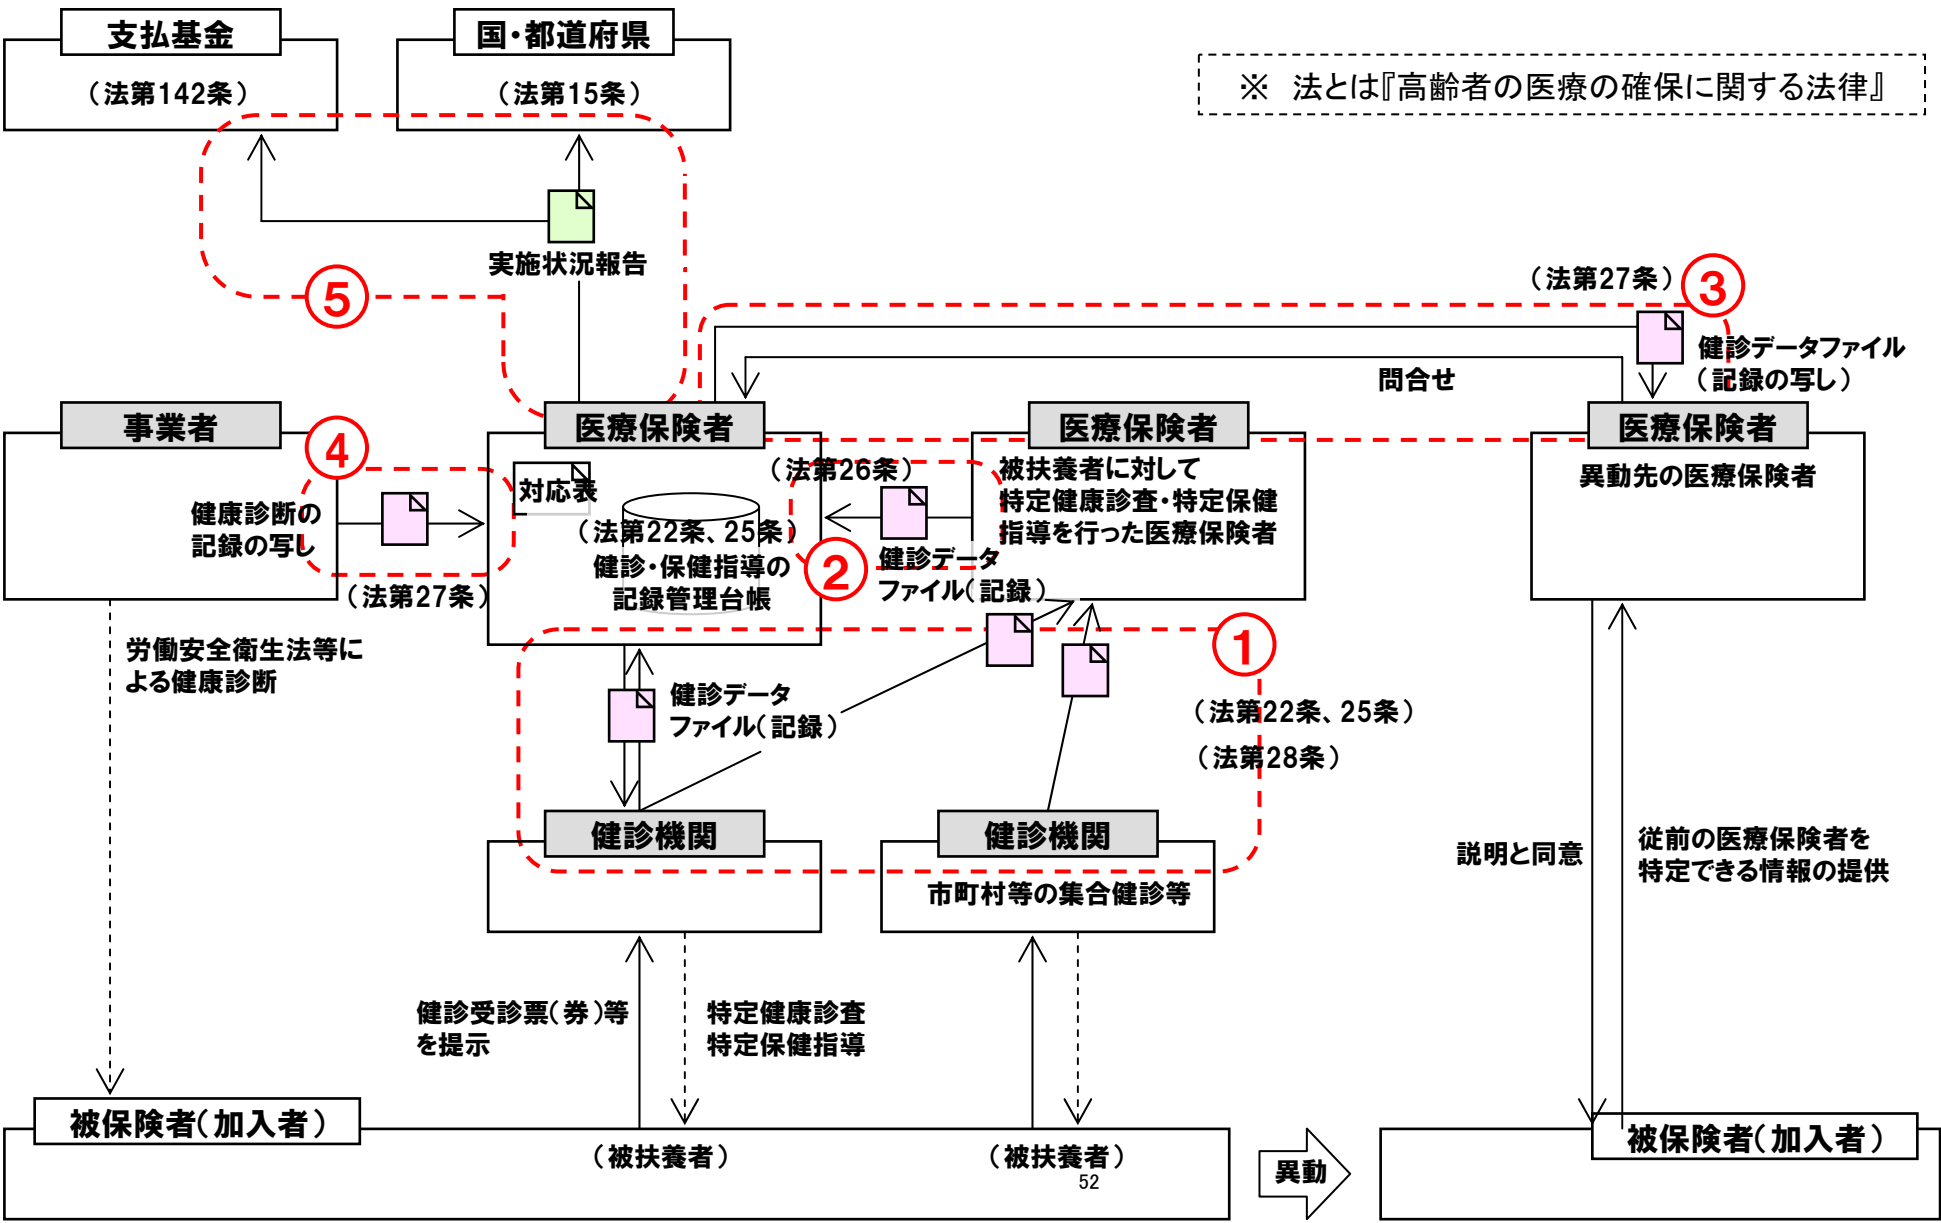 支払基金
(法第142条)
国・都道府県
(法第15条)
※ 法とは『高齢者の医療の確保に関する法律』
実施状況報告
⑤
(法第27条)
③
健診データファイル
(記録の写し)
問合せ
事業者
④
健康診断の
記録の写し
(法第27条)
医療保険者
対応表
(法第22条、25条)
健診・保健指導の
記録管理台帳
(法第26条)
②
健診データ
ファイル(記録)
医療保険者
被扶養者に対して
特定健康診査・特定保健
指導を行った医療保険者
医療保険者
異動先の医療保険者
労働安全衛生法等に
よる健康診断
健診データ
ファイル(記録)
①
(法第22条、25条)
(法第28条)
健診機関
健診機関
市町村等の集合健診等
説明と同意
従前の医療保険者を
特定できる情報の提供
健診受診票(券)等
を提示
特定健康診査
特定保健指導
被保険者(加入者)
(被扶養者)
(被扶養者)
52
異動
被保険者(加入者)